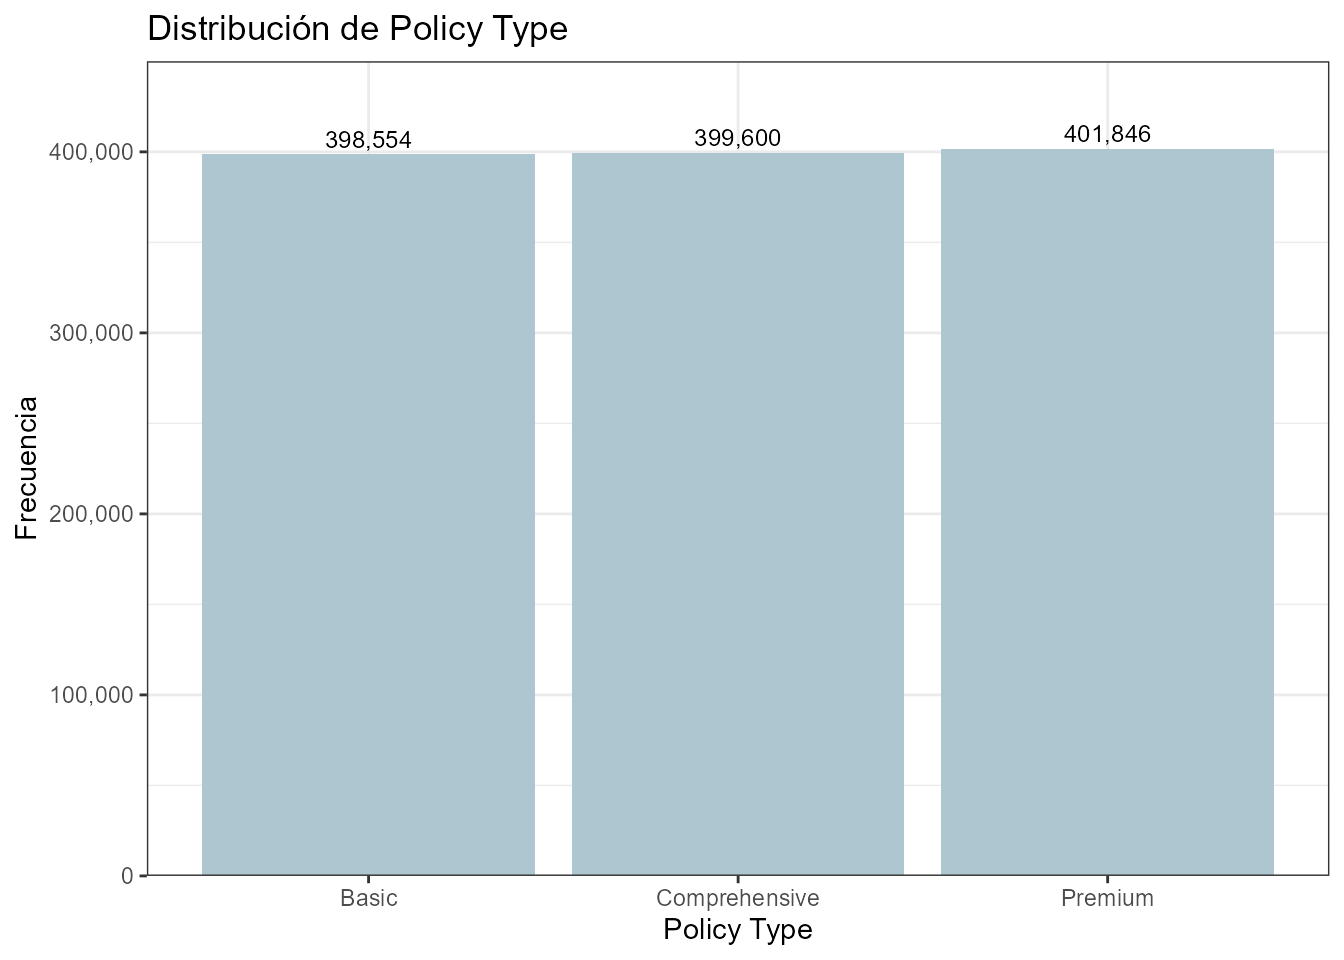 Distribución de Policy Type
398,554
399,600
401,846
400,000
300,000
200,000
100,000
0
Frecuencia
Basic
Comprehensive
Premium
Policy Type